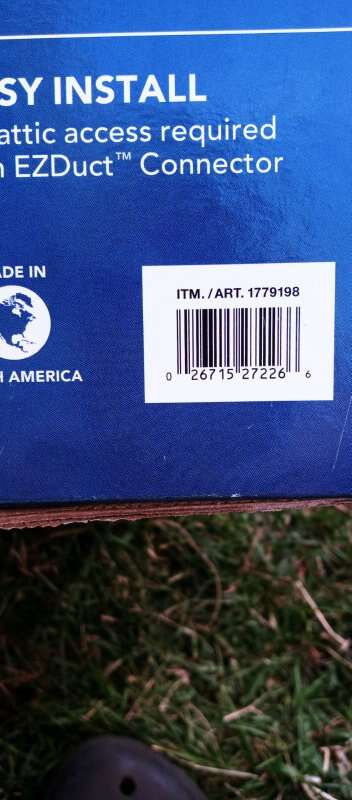 SY INSTALL
attic access required
EZDuct™ Connector
ADE IN
H AMERICA
ITM. / ART. 1779198
0 26715 27226 6